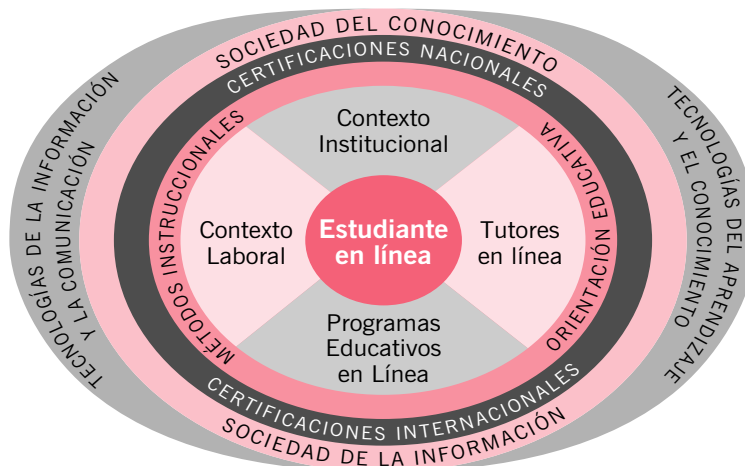 SOCIEDAD DEL CONOCIMIENTO
CERTIFICACIONES NACIONALES
TECNOLOGÍAS DE LA INFORMACIÓN
Y LA COMUNICACIÓN
TECNOLOGÍAS DEL APRENDIZAJE
Y EL CONOCIMIENTO
MÉTODOS INSTRUCCIONALES
ORIENTACIÓN EDUCATIVA
Contexto
Institucional
Contexto
Laboral
Estudiante
en línea
Tutores
en línea
Programas
Educativos
en Línea
CERTIFICACIONES INTERNACIONALES
SOCIEDAD DE LA INFORMACIÓN